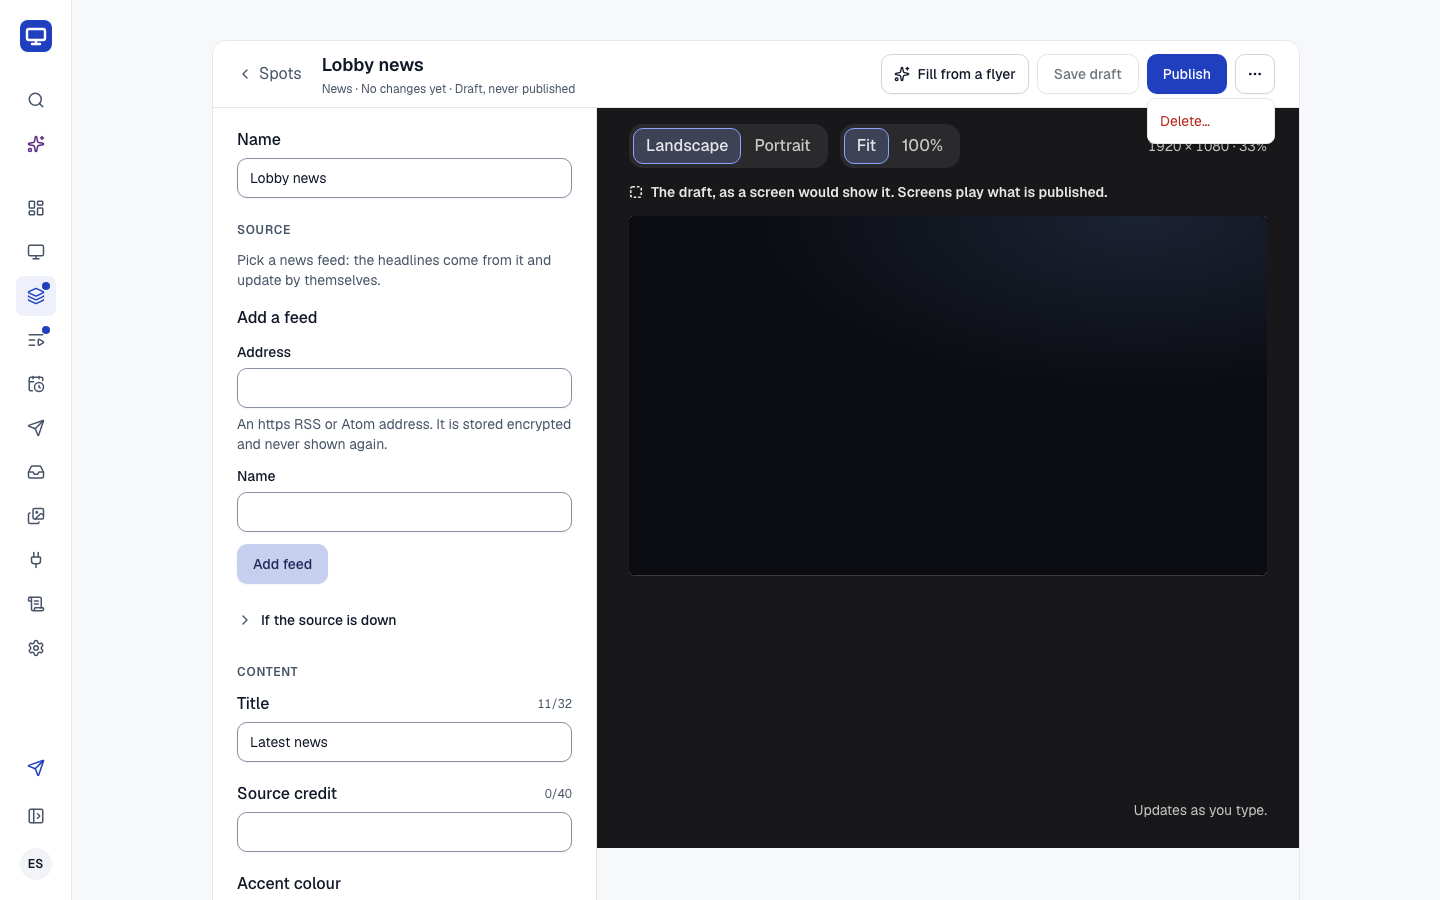 Spots
Lobby news
News · No changes yet · Draft, never published
Fill from a flyer
Save draft
Publish
Delete…
Name
Lobby news
SOURCE
Pick a news feed: the headlines come from it and
update by themselves.
Add a feed
Address
An https RSS or Atom address. It is stored encrypted
and never shown again.
Name
Add feed
If the source is down
CONTENT
Title
11/32
Latest news
Source credit
0/40
Accent colour
Landscape
Portrait
Fit
100%
1920 × 1080 · 33%
The draft, as a screen would show it. Screens play what is published.
Updates as you type.
ES